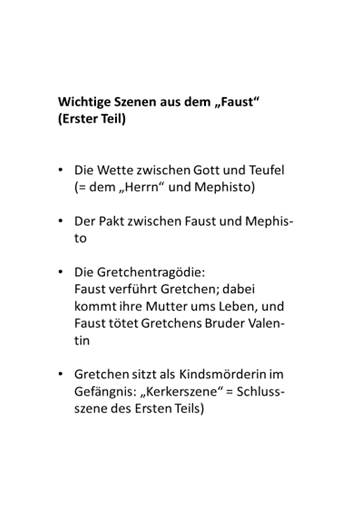 Wichtige Szenen aus dem „Faust“
(Erster Teil)
• Die Wette zwischen Gott und Teufel
(= dem „Herrn“ und Mephisto)
• Der Pakt zwischen Faust und Mephis-
to
• Die Gretchentragödie:
Faust verführt Gretchen; dabei
kommt ihre Mutter ums Leben, und
Faust tötet Gretchens Bruder Valen-
tin
• Gretchen sitzt als Kindsmörderin im
Gefängnis: „Kerkerszene“ = Schluss-
szene des Ersten Teils)